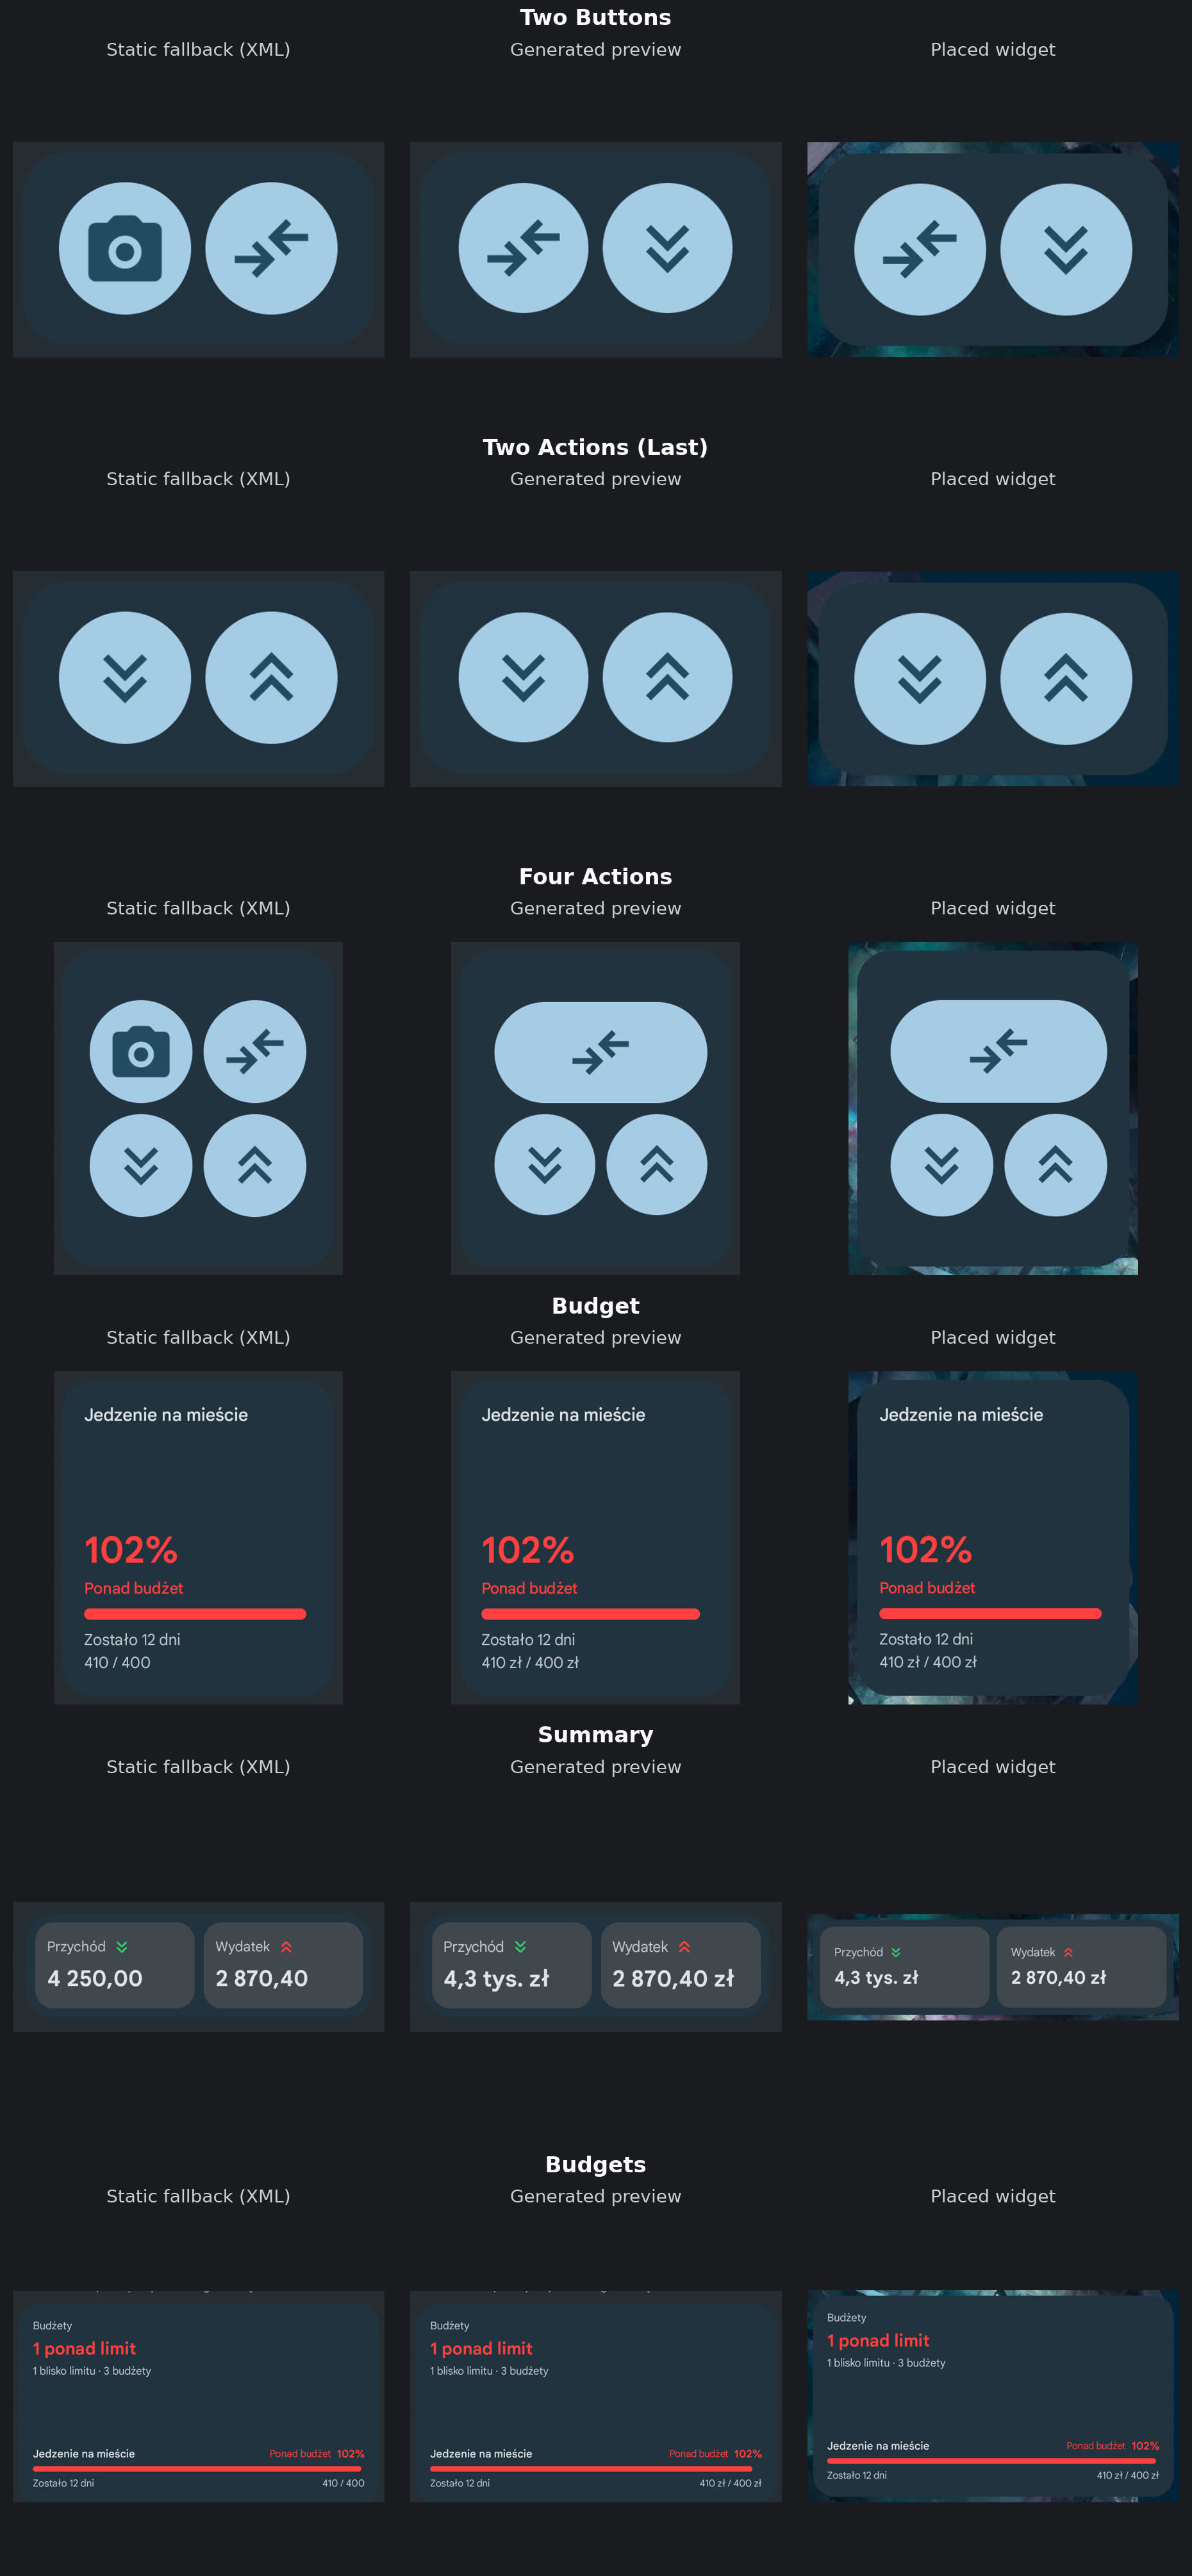 Two Buttons
Static fallback (XML)
Generated preview
Placed widget
Two Actions (Last)
Static fallback (XML)
Generated preview
Placed widget
Four Actions
Static fallback (XML)
Generated preview
Placed widget
Budget
Static fallback (XML)
Generated preview
Placed widget
Jedzenie na mieście
102%
Ponad budżet
Zostało 12 dni
410 / 400
Jedzenie na mieście
102%
Ponad budżet
Zostało 12 dni
410 zł / 400 zł
Jedzenie na mieście
102%
Ponad budżet
Zostało 12 dni
410 zł / 400 zł
Summary
Static fallback (XML)
Generated preview
Placed widget
Przychód
4 250,00
Wydatek
2 870,40
Przychód
4,3 tys. zł
Wydatek
2 870,40 zł
Przychód
4,3 tys. zł
Wydatek
2 870,40 zł
Budgets
Static fallback (XML)
Generated preview
Placed widget
Budżety
1 ponad limit
1 blisko limitu · 3 budżety
Jedzenie na mieście
Ponad budżet 102%
Zostało 12 dni
410 / 400
Budżety
1 ponad limit
1 blisko limitu · 3 budżety
Jedzenie na mieście
Ponad budżet 102%
Zostało 12 dni
410 zł / 400 zł
Budżety
1 ponad limit
1 blisko limitu · 3 budżety
Jedzenie na mieście
Ponad budżet 102%
Zostało 12 dni
410 zł / 400 zł